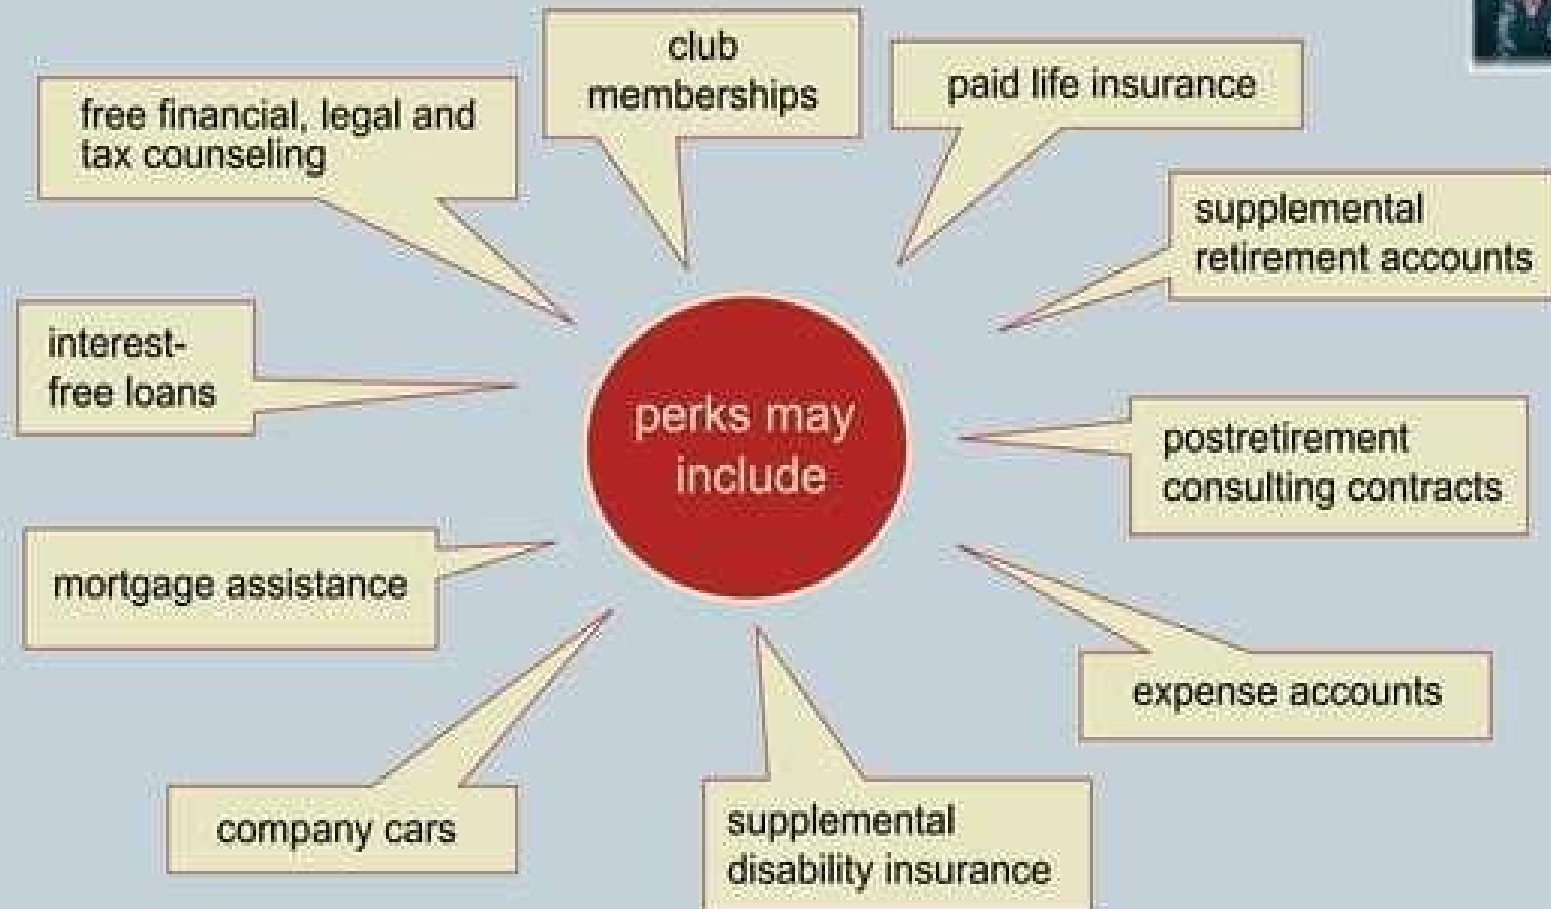 perks may
include
club
memberships
paid life insurance
supplemental
retirement accounts
postretirement
consulting contracts
expense accounts
supplemental
disability insurance
company cars
mortgage assistance
interest-
free loans
free financial, legal and
tax counseling